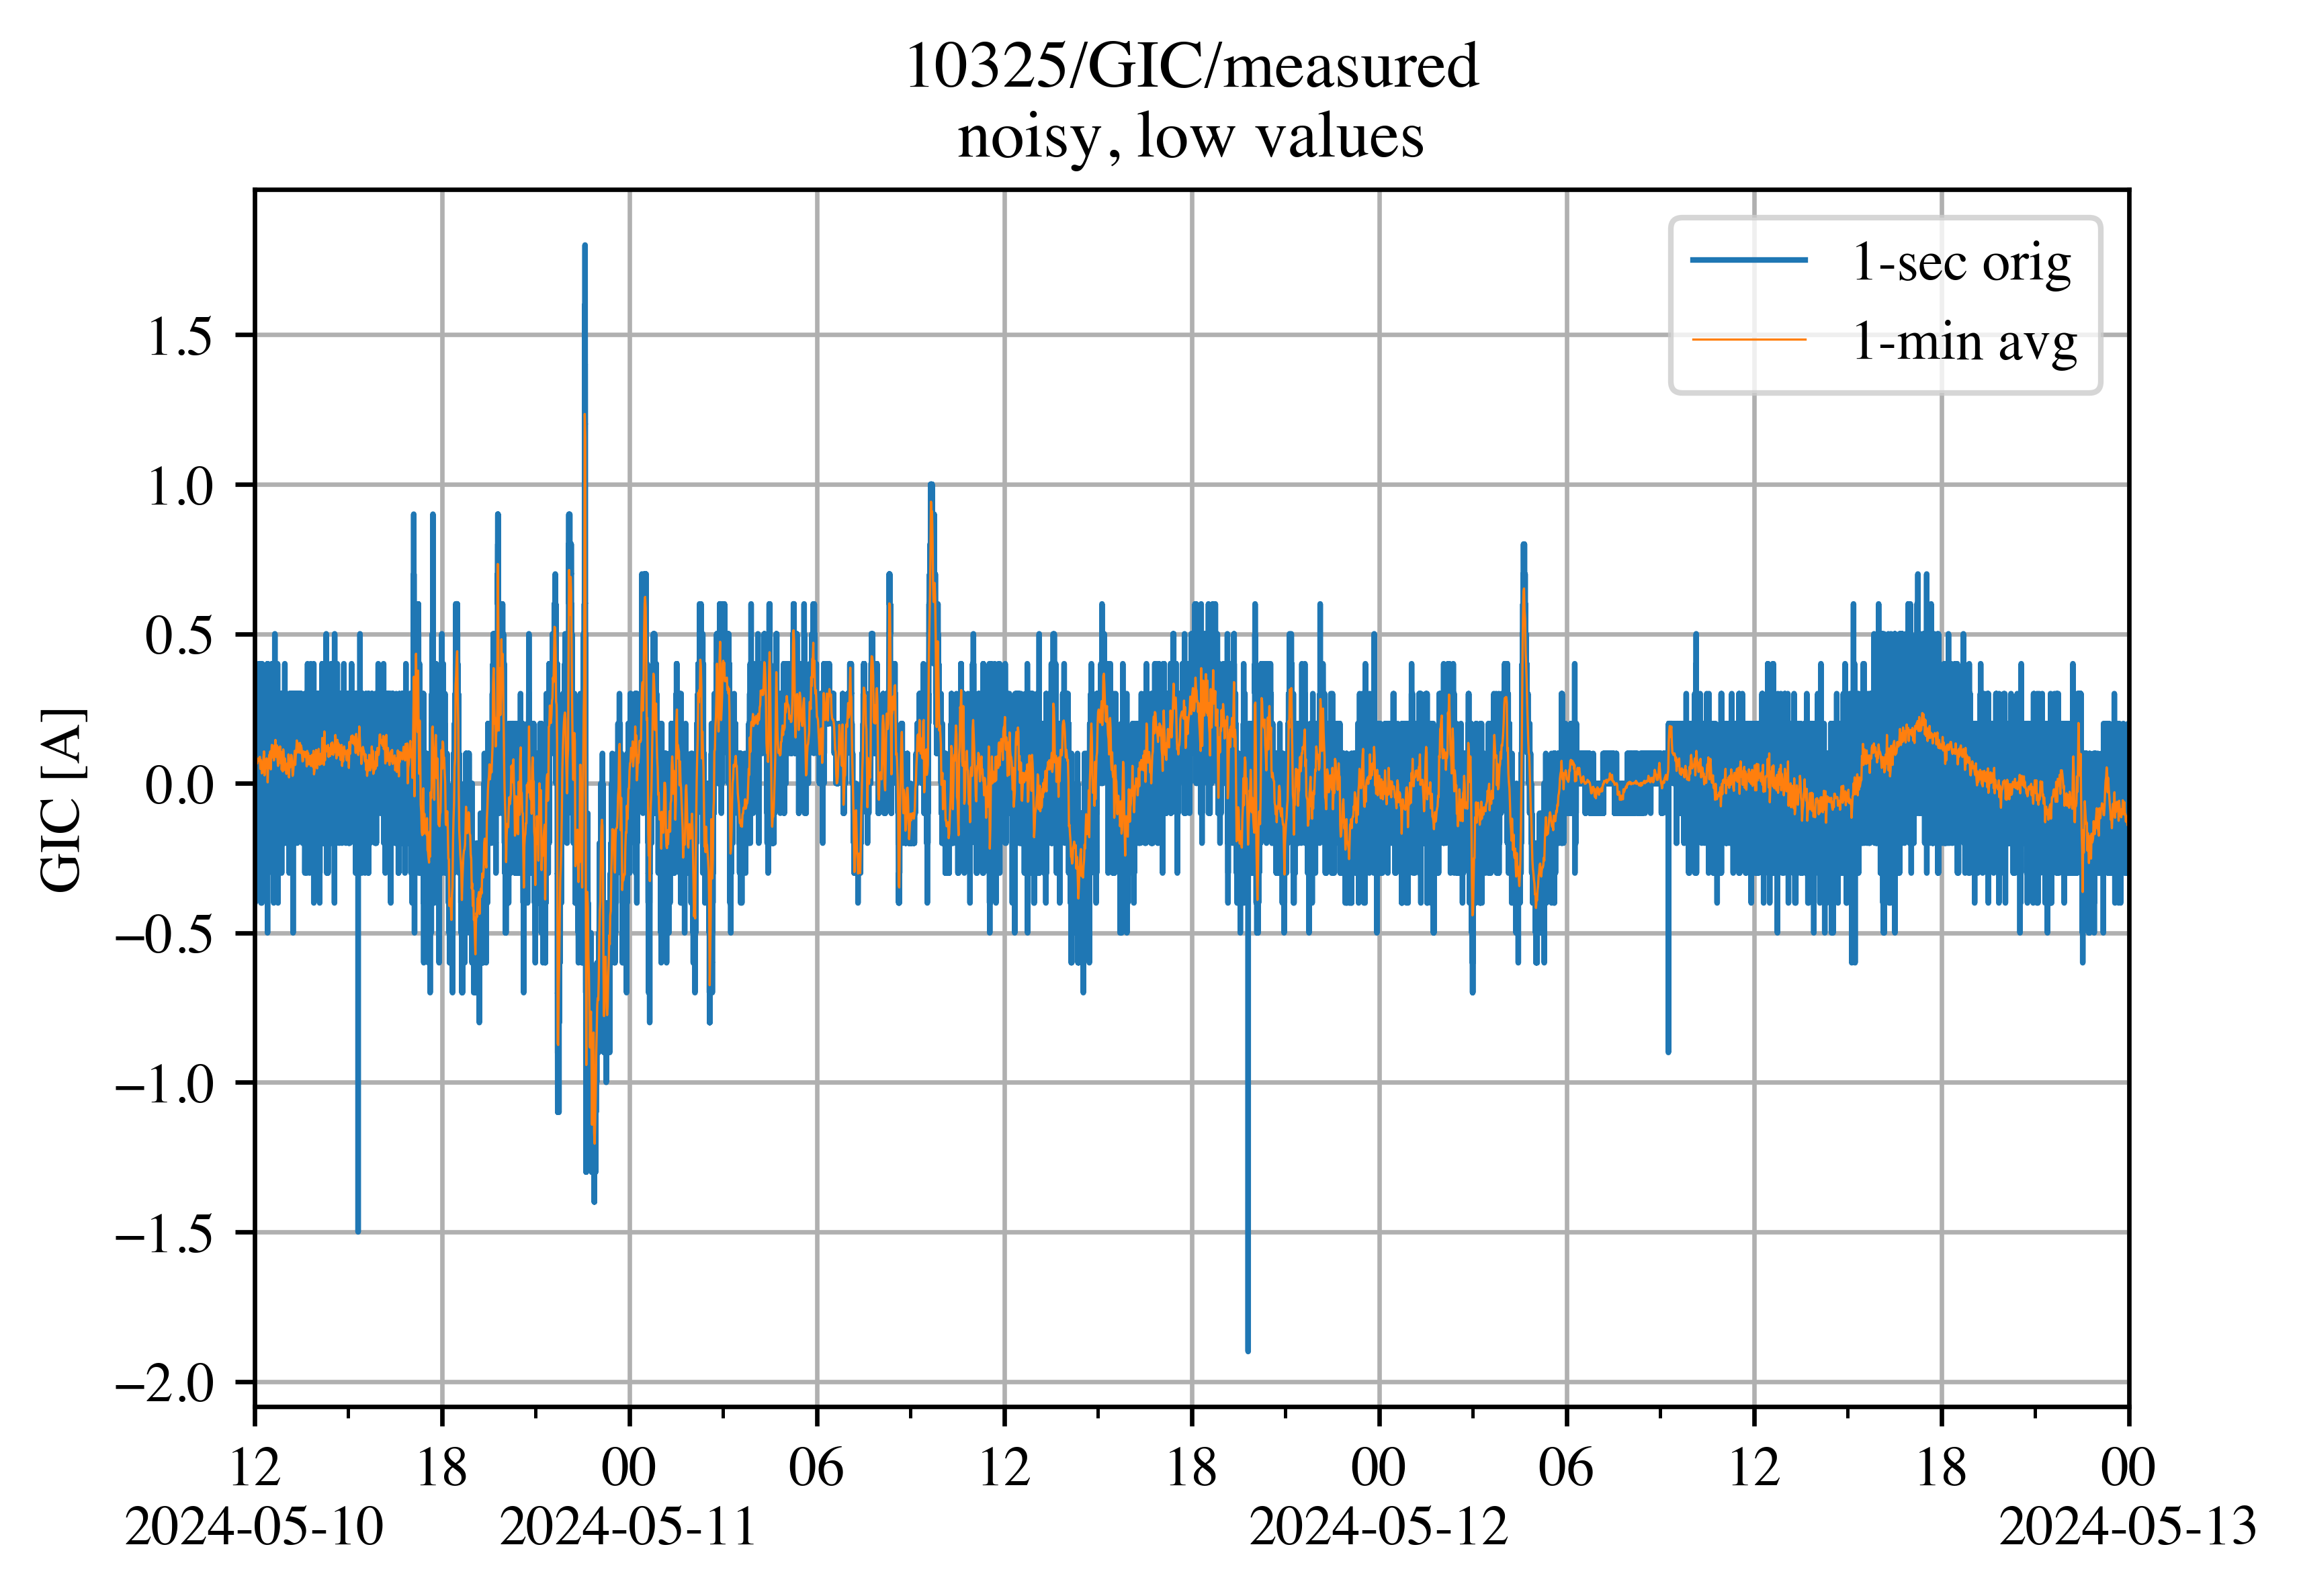 10325/GIC/measured
noisy, low values
1-sec orig
1-min avg
GIC [A]
1.5
1.0
0.5
0.0
−0.5
−1.0
−1.5
−2.0
12 18 00 06 12 18 00 06 12 18 00
2024-05-10 2024-05-11 2024-05-12 2024-05-13